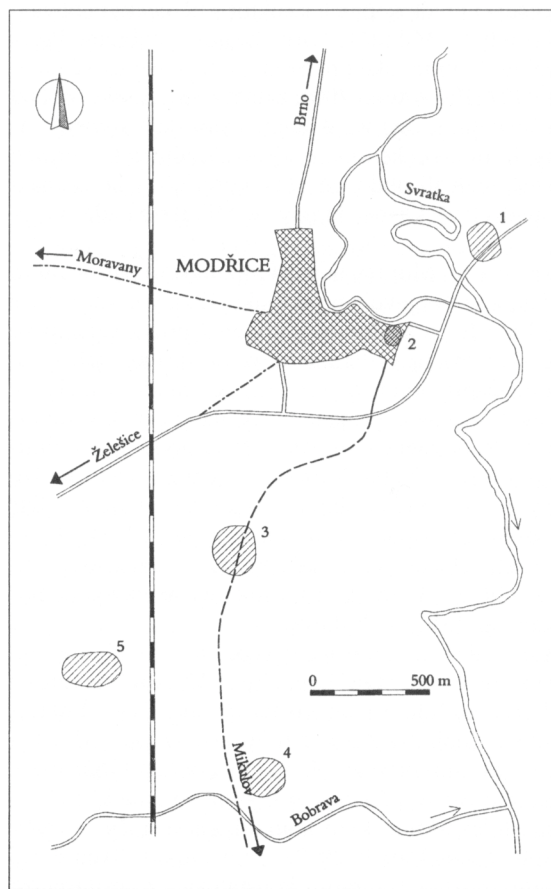 Brno
Svratka
1
Moravany
MODŘICE
2
Želešice
3
5
0 500 m
4
Mikulov
Bobrava